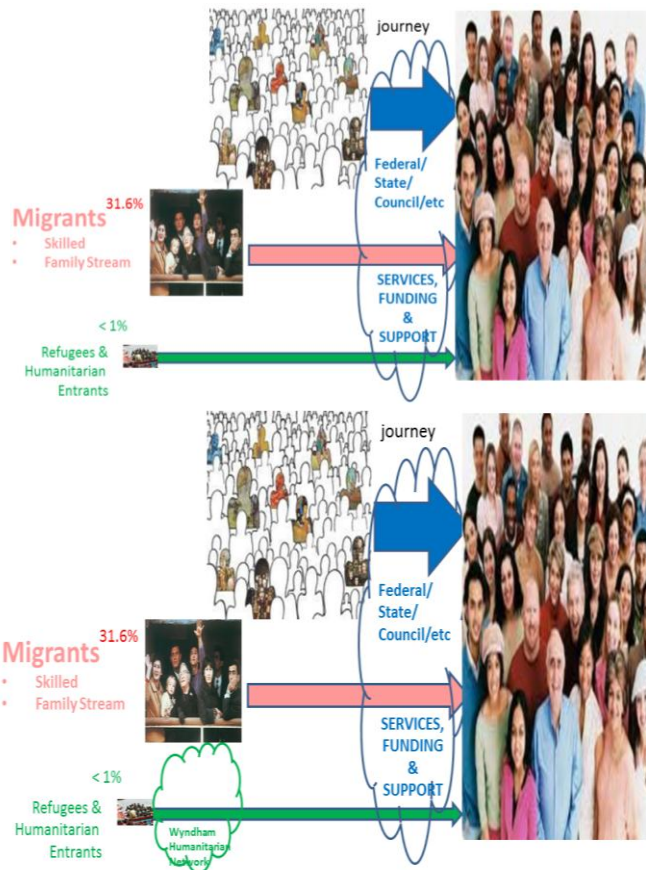 journey
Federal/
State/
Council/etc
31.6%
Migrants
• Skilled
• Family Stream
SERVICES,
FUNDING
&
SUPPORT
< 1%
Refugees &
Humanitarian
Entrants
journey
Federal/
State/
Council/etc
31.6%
Migrants
• Skilled
• Family Stream
SERVICES,
FUNDING
&
SUPPORT
< 1%
Refugees &
Humanitarian
Entrants
Wyndham
Humanitarian
Network